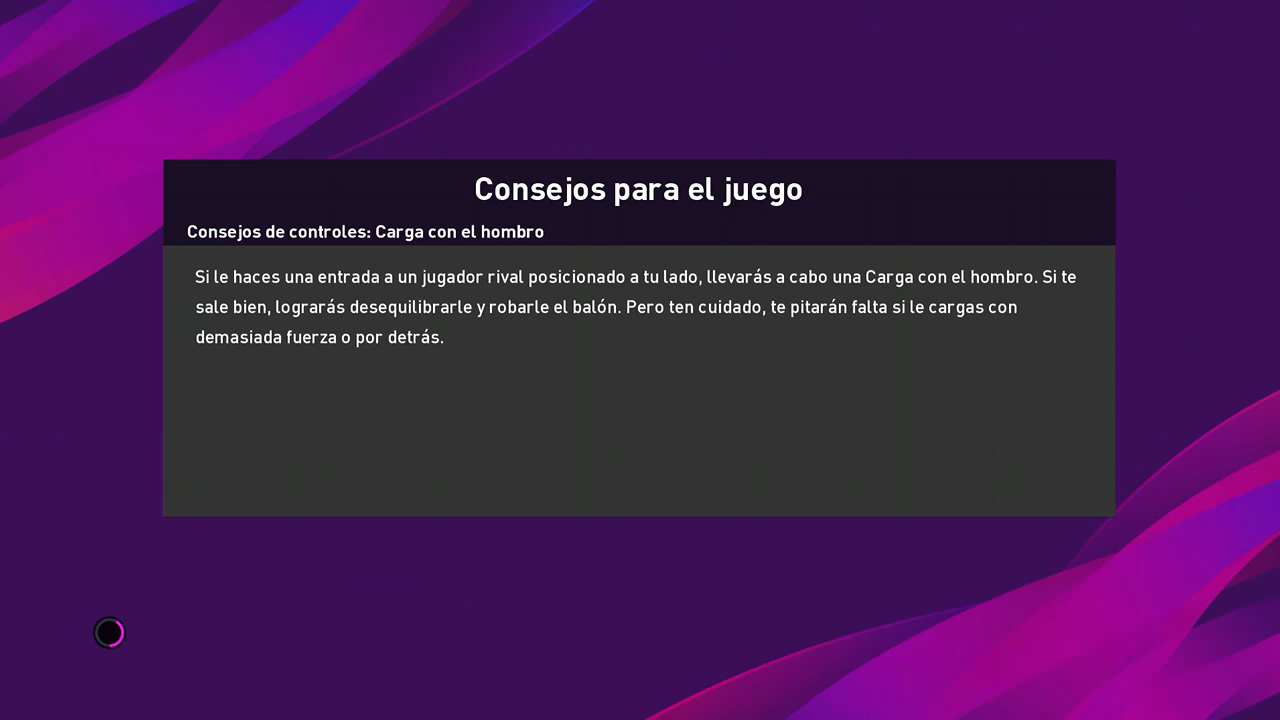 Consejos para el juego
Consejos de controles: Carga con el hombro
Si le haces una entrada a un jugador rival posicionado a tu lado, llevarás a cabo una Carga con el hombro. Si te
sale bien, lograrás desequilibrarle y robarle el balón. Pero ten cuidado, te pitarán falta si le cargas con
demasiada fuerza o por detrás.